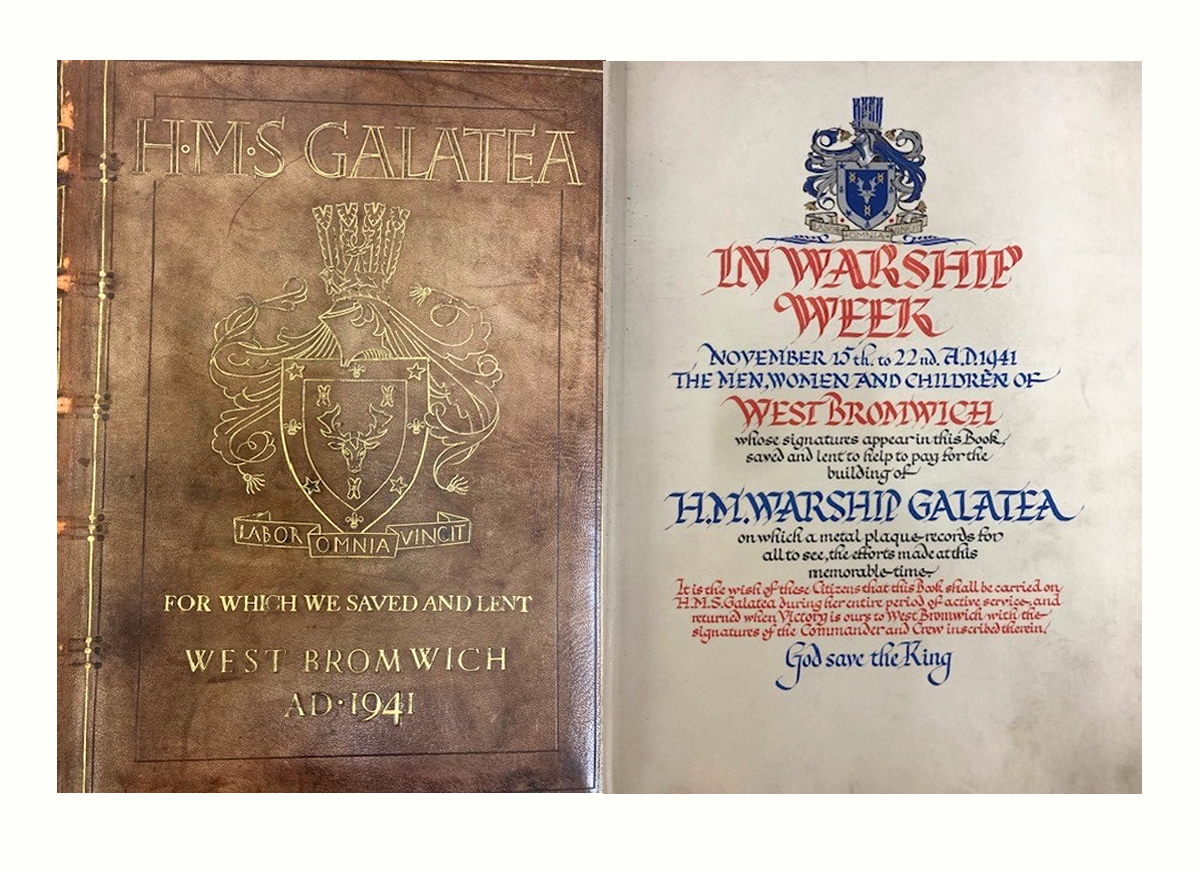 H·M·S GALATEA
LABOR OMNIA VINCIT
FOR WHICH WE SAVED AND LENT
WEST BROMWICH
AD·1941
LABOR OMNIA VINCIT
IN WARSHIP
WEEK
NOVEMBER 15th. to 22nd. A.D.1941
THE MEN, WOMEN AND CHILDREN OF
WEST BROMWICH
whose signatures appear in this Book,
saved and lent to help to pay for the
building of
H.M.WARSHIP GALATEA
on which a metal plaque records for
all to see, the efforts made at this
memorable time.
It is the wish of these Citizens that this Book shall be carried on
H.M.S. Galatea during her entire period of active service, and
returned when Victory is ours to West Bromwich with the
signatures of the Commander and Crew inscribed therein.
God save the King